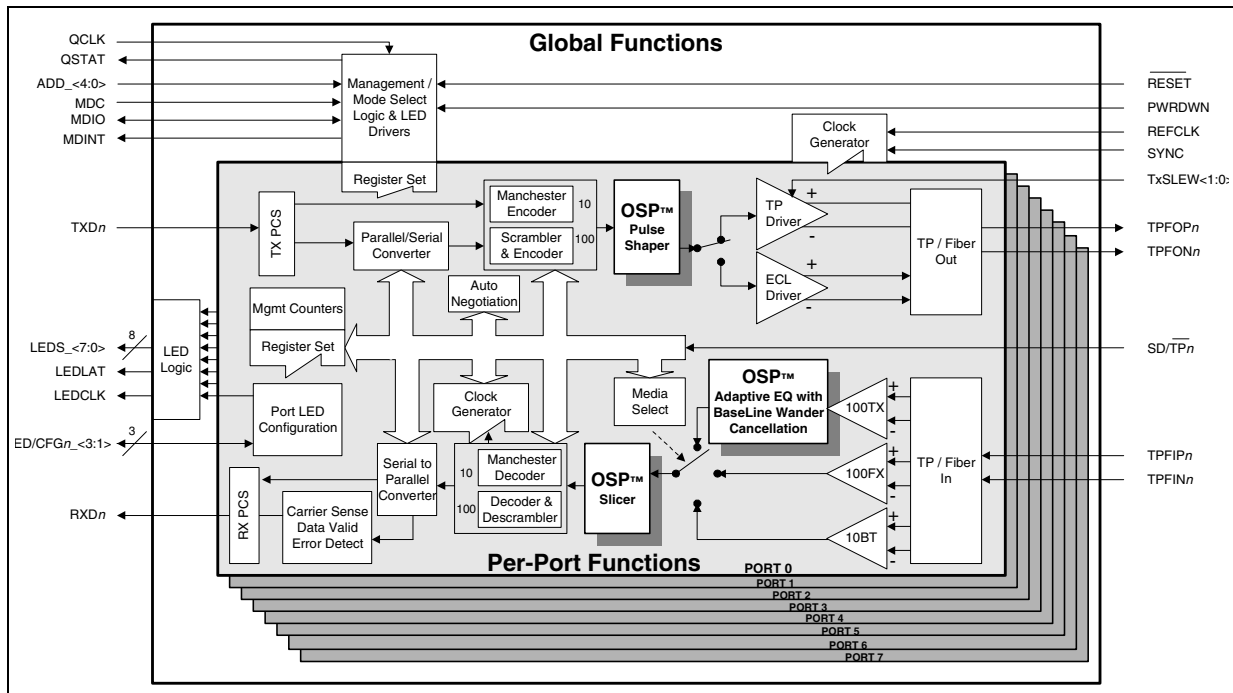 Global Functions
QCLK
QSTAT
ADD_<4:0>
MDC
MDIO
MDINT
Management /
Mode Select
Logic & LED
Drivers
Register Set
RESET
PWRDWN
REFCLK
SYNC
TxSLEW<1:0>
Clock
Generator
TXDn
TX PCS
Parallel/Serial
Converter
Manchester
Encoder
10
Scrambler
& Encoder
100
OSP™
Pulse
Shaper
TP
Driver
+
-
ECL
Driver
+
-
TP / Fiber
Out
TPFOPn
TPFONn
Auto
Negotiation
Mgmt Counters
Register Set
8
LEDS_<7:0>
LEDLAT
LEDCLK
LED
Logic
SD/TPn
Port LED
Configuration
3
ED/CFGn_<3:1>
Clock
Generator
Media
Select
OSP™
Adaptive EQ with
BaseLine Wander
Cancellation
100TX
+
-
100FX
+
-
10BT
+
-
TP / Fiber
In
TPFIPn
TPFINn
Serial to
Parallel
Converter
10
Manchester
Decoder
100
Decoder &
Descrambler
OSP™
Slicer
RXDn
RX PCS
Carrier Sense
Data Valid
Error Detect
Per-Port Functions
PORT 0
PORT 1
PORT 2
PORT 3
PORT 4
PORT 5
PORT 6
PORT 7